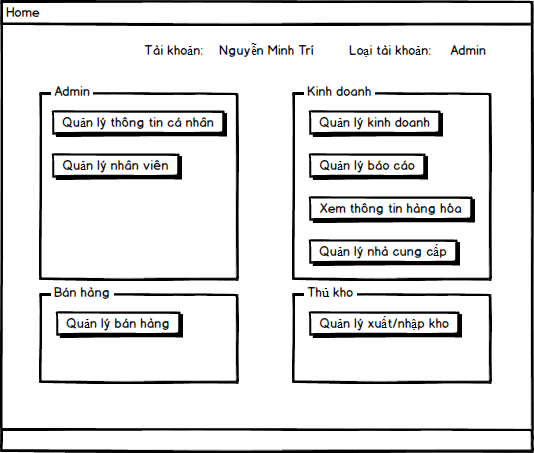 Home
Tài khoản: Nguyễn Minh Trí Loại tài khoản: Admin
Admin
Quản lý thông tin cá nhân
Quản lý nhân viên
Kinh doanh
Quản lý kinh doanh
Quản lý báo cáo
Xem thông tin hàng hóa
Quản lý nhà cung cấp
Bán hàng
Quản lý bán hàng
Thủ kho
Quản lý xuất/nhập kho